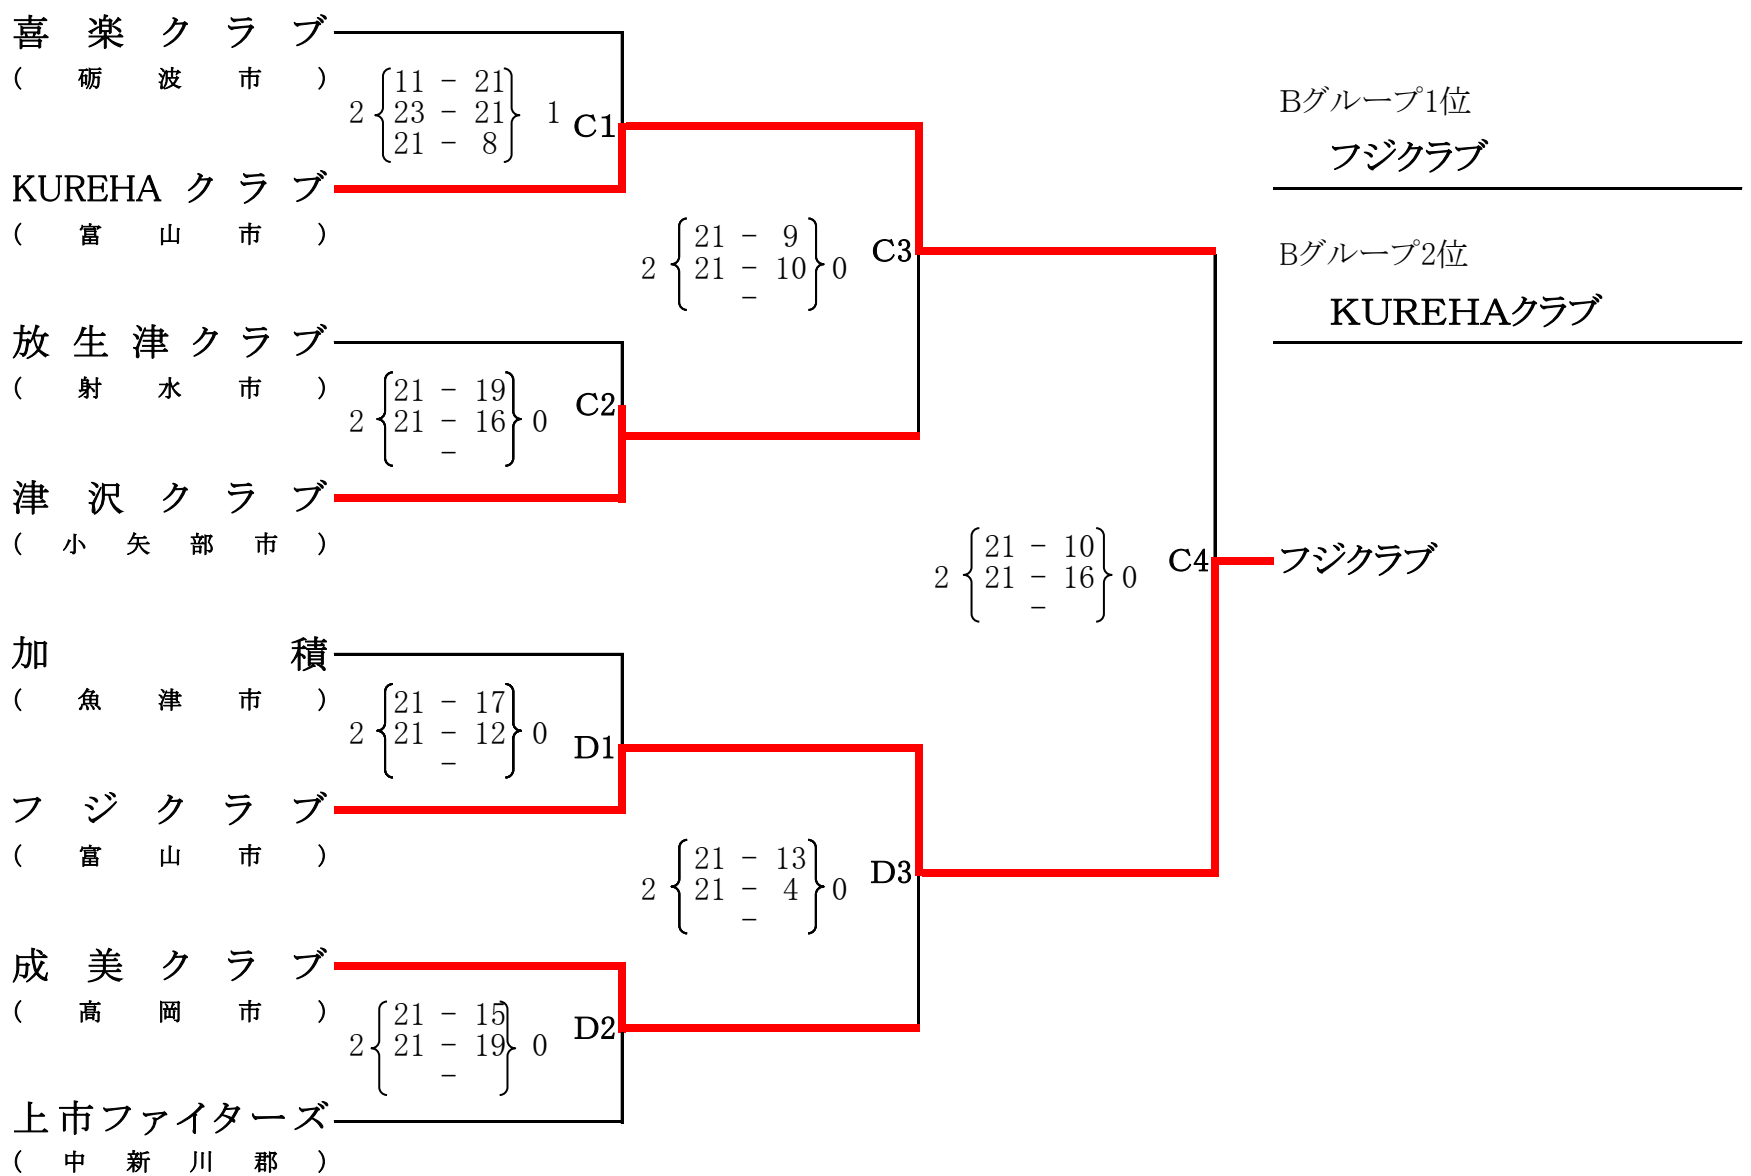 喜楽クラブ
(砺波市)
11 - 21
2 23 - 21 1
21 - 8
C1
KUREHAクラブ
(富山市)
放生津クラブ
(射水市)
21 - 19
2 21 - 16 0
-
C2
津沢クラブ
(小矢部市)
加積
(魚津市)
21 - 17
2 21 - 12 0
-
D1
フジクラブ
(富山市)
成美クラブ
(高岡市)
21 - 15
2 21 - 19 0
-
D2
上市ファイターズ
(中新川郡)
21 - 9
2 21 - 10 0
-
C3
21 - 13
2 21 - 4 0
-
D3
21 - 10
2 21 - 16 0
-
C4
フジクラブ
Bグループ1位
フジクラブ
Bグループ2位
KUREHAクラブ